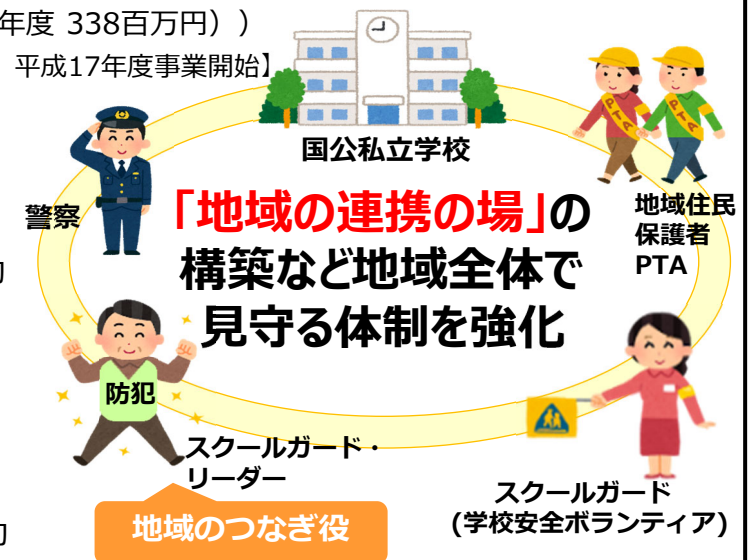 年度 338百万円））
平成17年度事業開始】
国公私立学校
PTA
PTA
警察
「地域の連携の場」の
構築など地域全体で
見守る体制を強化
地域住民
保護者
PTA
防犯
スクールガード・
リーダー
地域のつなぎ役
スクールガード
(学校安全ボランティア)